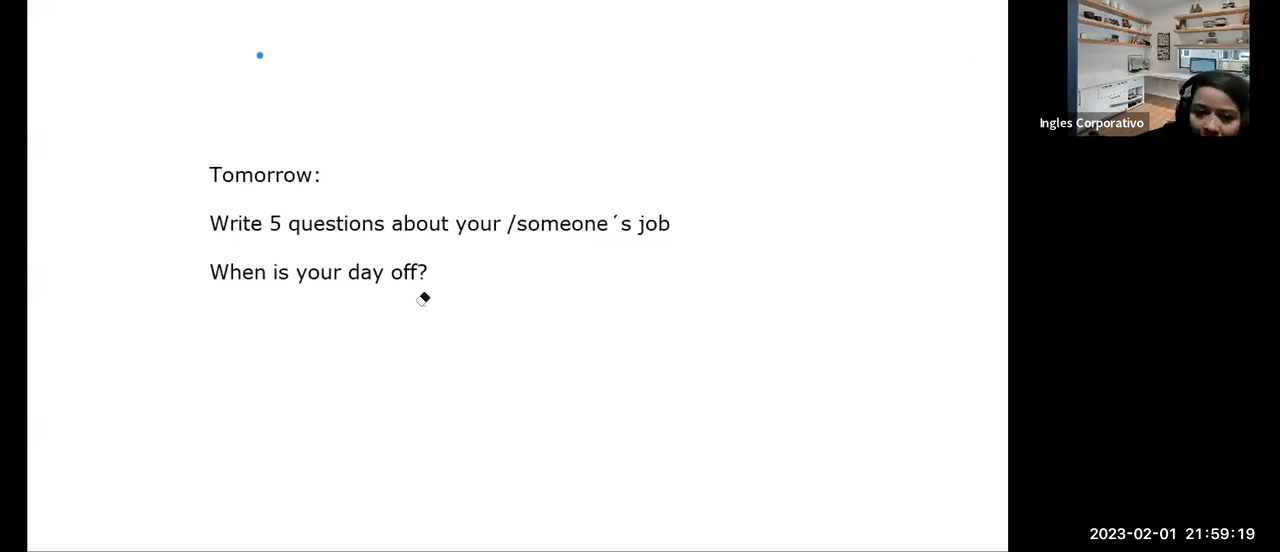 Tomorrow:
Write 5 questions about your /someone´s job
When is your day off?
Ingles Corporativo
2023-02-01 21:59:19